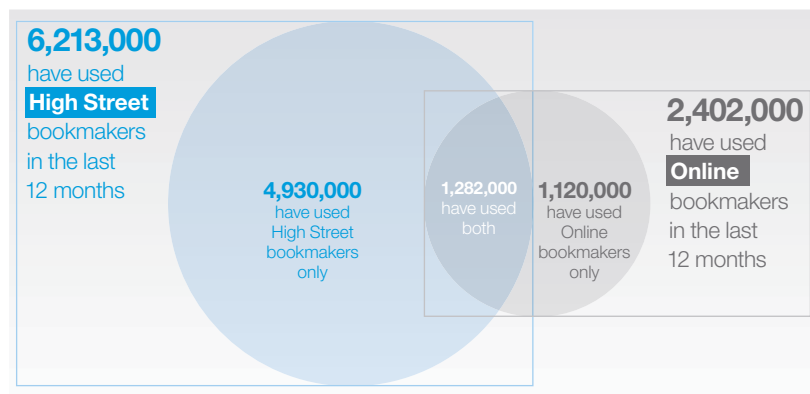 6,213,000
have used
High Street
bookmakers
in the last
12 months
4,930,000
have used
High Street
bookmakers
only
1,282,000
have used
both
1,120,000
have used
Online
bookmakers
only
2,402,000
have used
Online
bookmakers
in the last
12 months